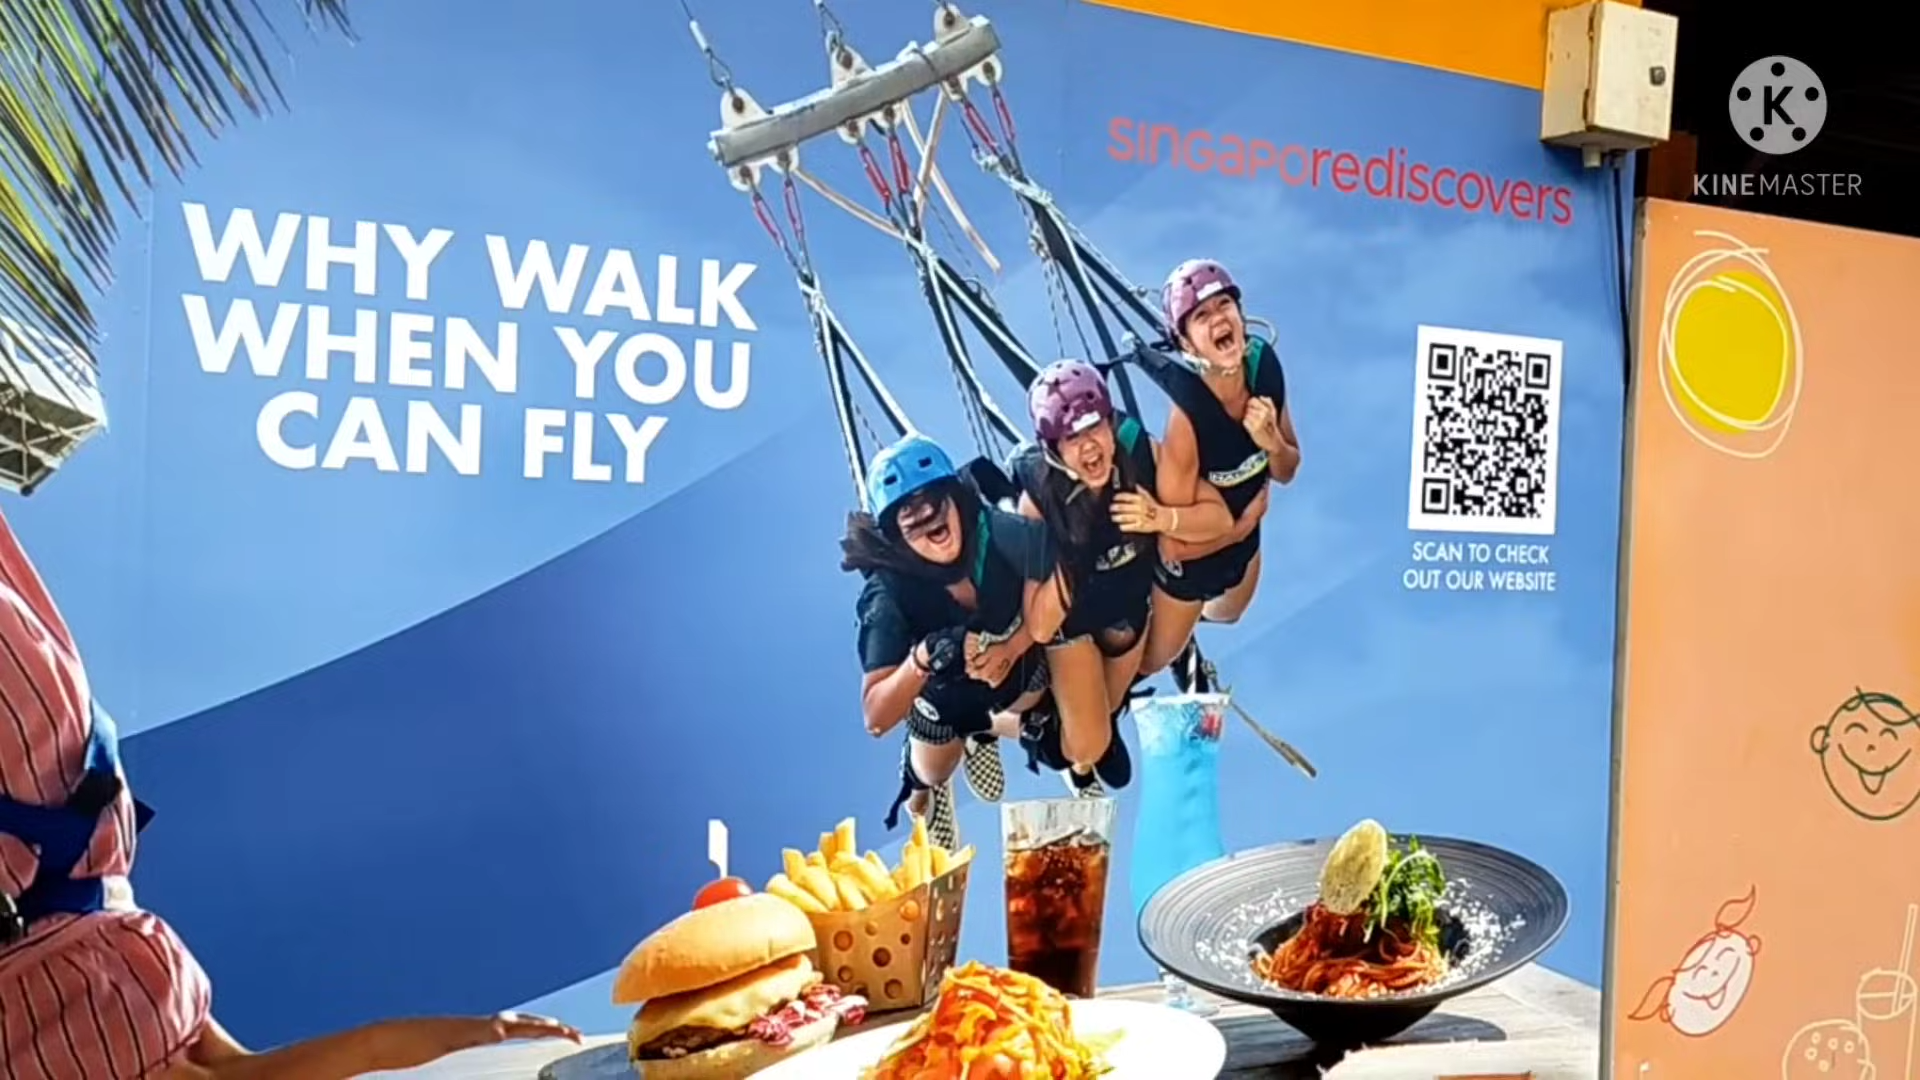 WHY WALK
WHEN YOU
CAN FLY
SINGAPOrediscovers
SCAN TO CHECK
OUT OUR WEBSITE
K
KINEMASTER